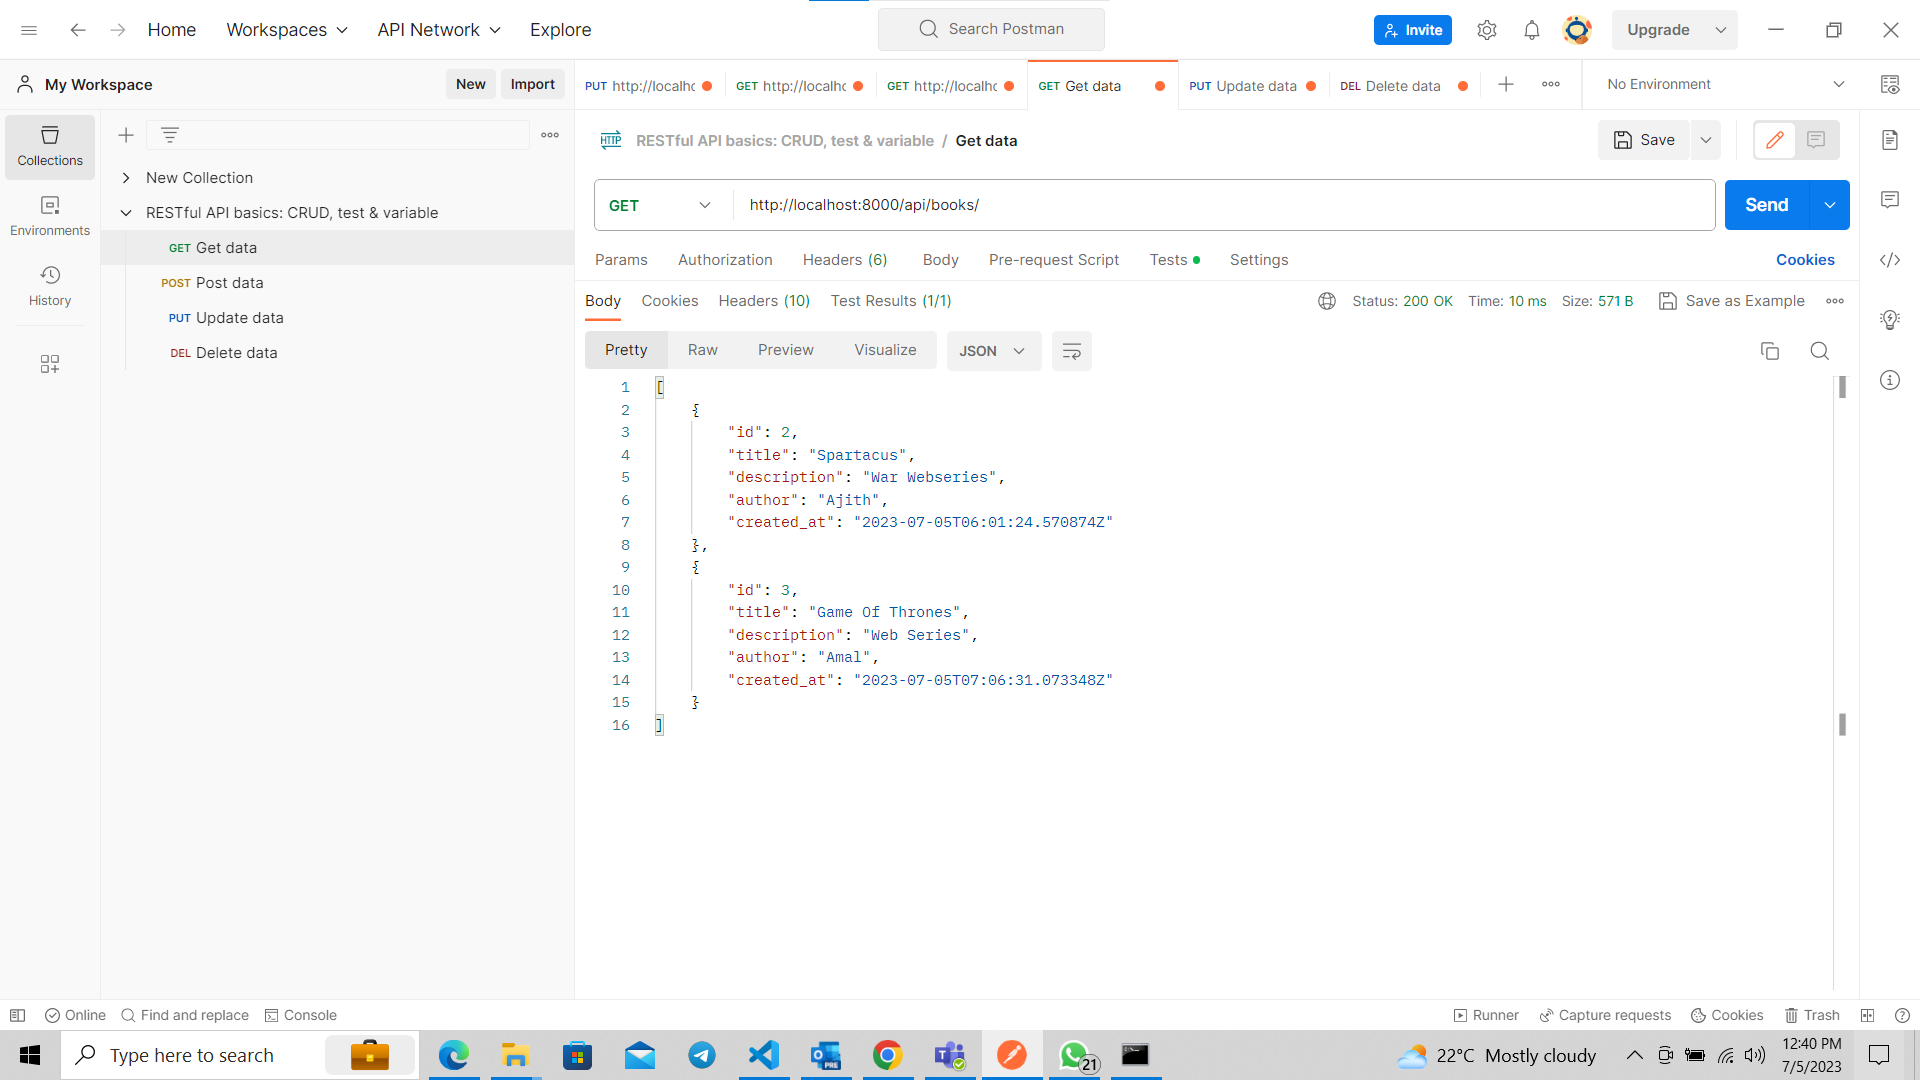 Home Workspaces API Network Explore Search Postman Invite Upgrade
My Workspace New Import PUT http://localhc GET http://localhc GET http://localhc GET Get data PUT Update data DEL Delete data No Environment
Collections
Environments
History
New Collection
RESTful API basics: CRUD, test & variable
GET Get data
POST Post data
PUT Update data
DEL Delete data
HTTP RESTful API basics: CRUD, test & variable / Get data Save
GET http://localhost:8000/api/books/ Send
Params Authorization Headers (6) Body Pre-request Script Tests Settings Cookies
Body Cookies Headers (10) Test Results (1/1) Status: 200 OK Time: 10 ms Size: 571 B Save as Example
Pretty Raw Preview Visualize JSON
1 [
2 {
3 "id": 2,
4 "title": "Spartacus",
5 "description": "War Webseries",
6 "author": "Ajith",
7 "created_at": "2023-07-05T06:01:24.570874Z"
8 },
9 {
10 "id": 3,
11 "title": "Game Of Thrones",
12 "description": "Web Series",
13 "author": "Amal",
14 "created_at": "2023-07-05T07:06:31.073348Z"
15 }
16 ]
Online Find and replace Console Runner Capture requests Cookies Trash
Type here to search PRE 21 22°C Mostly cloudy 12:40 PM
7/5/2023